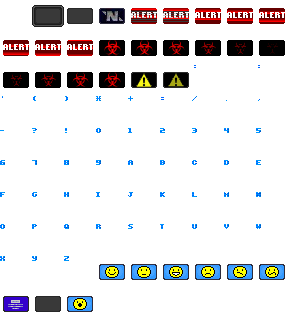 N ALERT ALERT ALERT ALERT ALERT
ALERT ALERT ALERT
: :
' ( ) * + = / . ,
- ? ! 0 1 2 3 4 5
6 7 8 9 A B C D E
F G H I J K L M N
O P Q R S T U V W
X Y Z